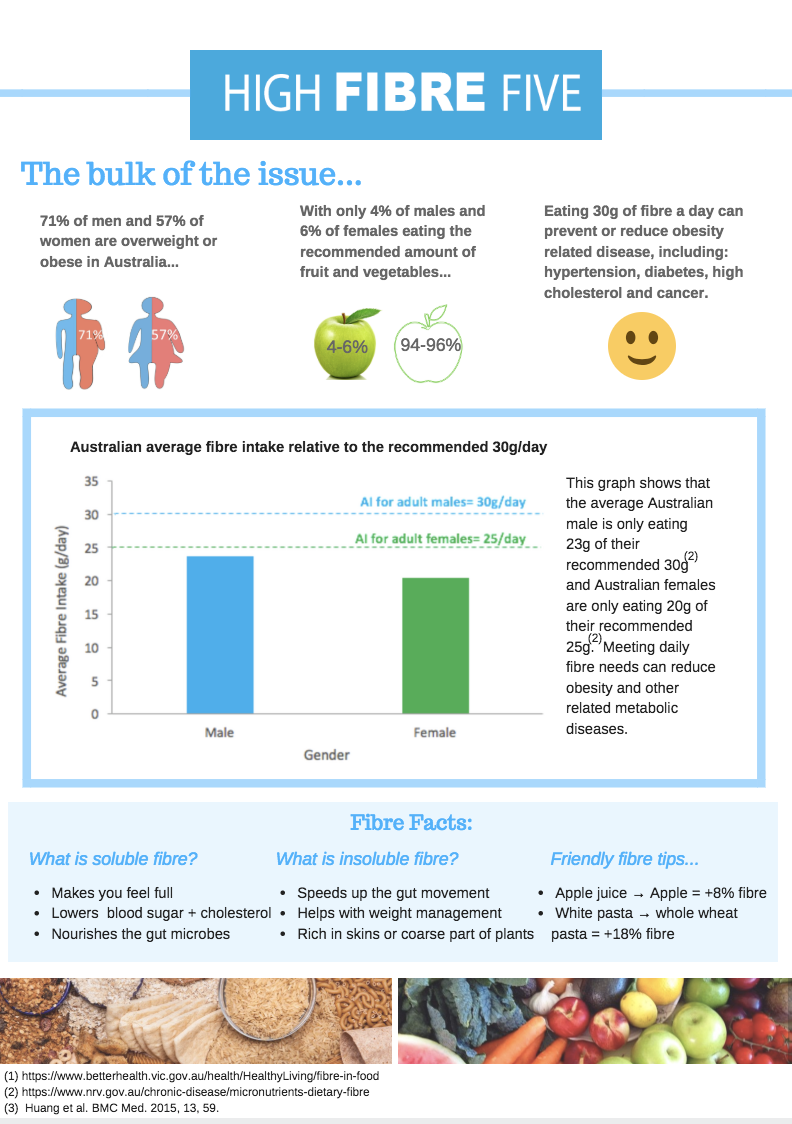 HIGH FIBRE FIVE
The bulk of the issue...
71% of men and 57% of
women are overweight or
obese in Australia...
71%
57%
With only 4% of males and
6% of females eating the
recommended amount of
fruit and vegetables...
4-6%
94-96%
Eating 30g of fibre a day can
prevent or reduce obesity
related disease, including:
hypertension, diabetes, high
cholesterol and cancer.
Australian average fibre intake relative to the recommended 30g/day
Average Fibre Intake (g/day)
35
30
25
20
15
10
5
0
AI for adult males= 30g/day
AI for adult females= 25/day
Male
Female
Gender
This graph shows that
the average Australian
male is only eating
23g of their
recommended 30g(2)
and Australian females
are only eating 20g of
their recommended
25g.(2) Meeting daily
fibre needs can reduce
obesity and other
related metabolic
diseases.
Fibre Facts:
What is soluble fibre?
• Makes you feel full
• Lowers blood sugar + cholesterol
• Nourishes the gut microbes
What is insoluble fibre?
• Speeds up the gut movement
• Helps with weight management
• Rich in skins or coarse part of plants
Friendly fibre tips...
• Apple juice → Apple = +8% fibre
• White pasta → whole wheat
pasta = +18% fibre
(1) https://www.betterhealth.vic.gov.au/health/HealthyLiving/fibre-in-food
(2) https://www.nrv.gov.au/chronic-disease/micronutrients-dietary-fibre
(3) Huang et al. BMC Med. 2015, 13, 59.